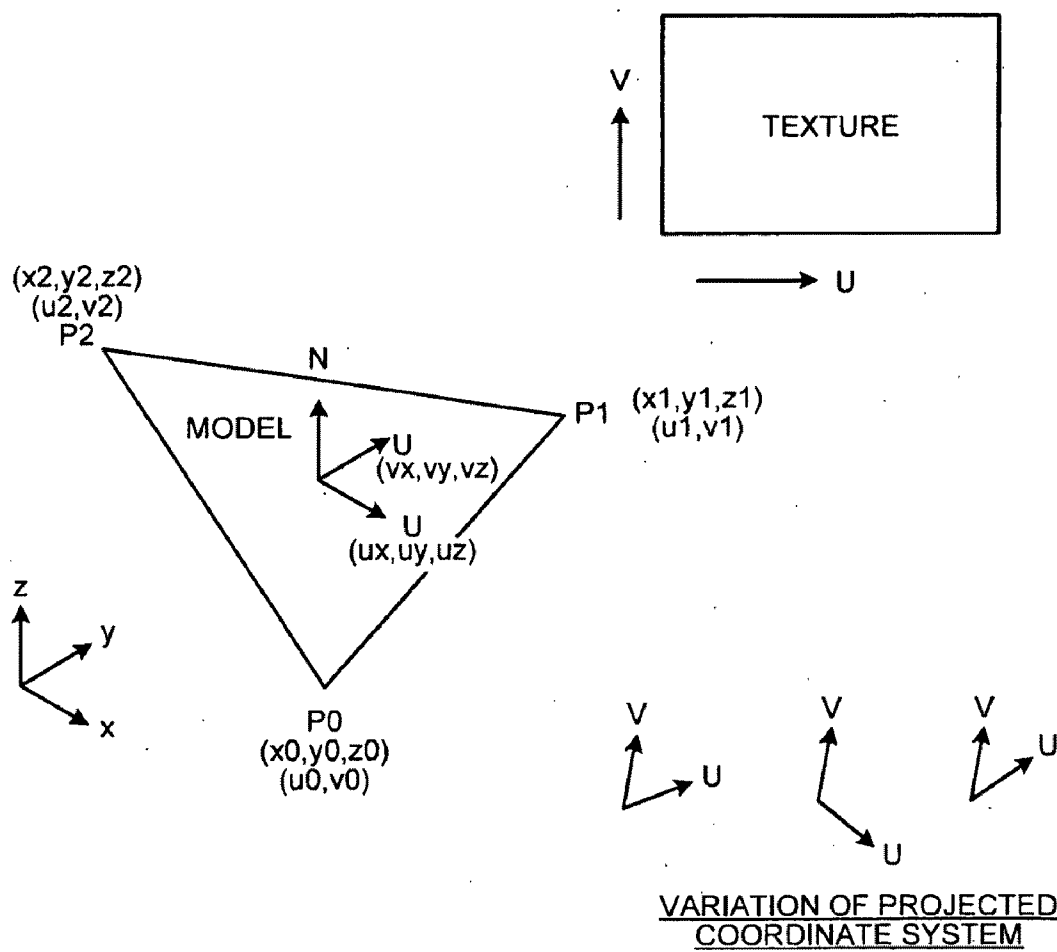 V
TEXTURE
U
(x2,y2,z2)
(u2,v2)
P2
N
P1
(x1,y1,z1)
(u1,v1)
MODEL
U
(vx,vy,vz)
U
(ux,uy,uz)
z
y
x
P0
(x0,y0,z0)
(u0,v0)
V
U
V
U
V
U
VARIATION OF PROJECTED
COORDINATE SYSTEM